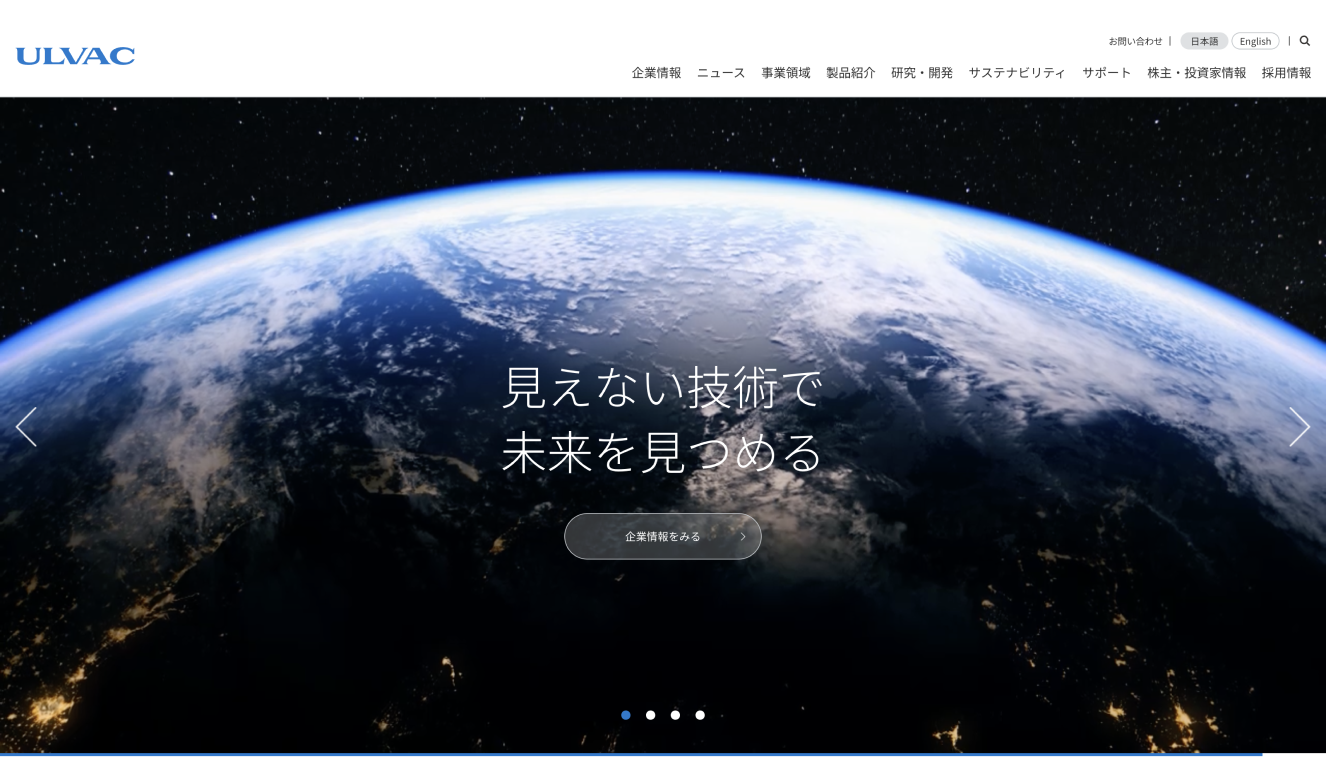 ULVAC
お問い合わせ | 日本語 English |
企業情報 ニュース 事業領域 製品紹介 研究・開発 サステナビリティ サポート 株主・投資家情報 採用情報
見えない技術で
未来を見つめる
企業情報をみる